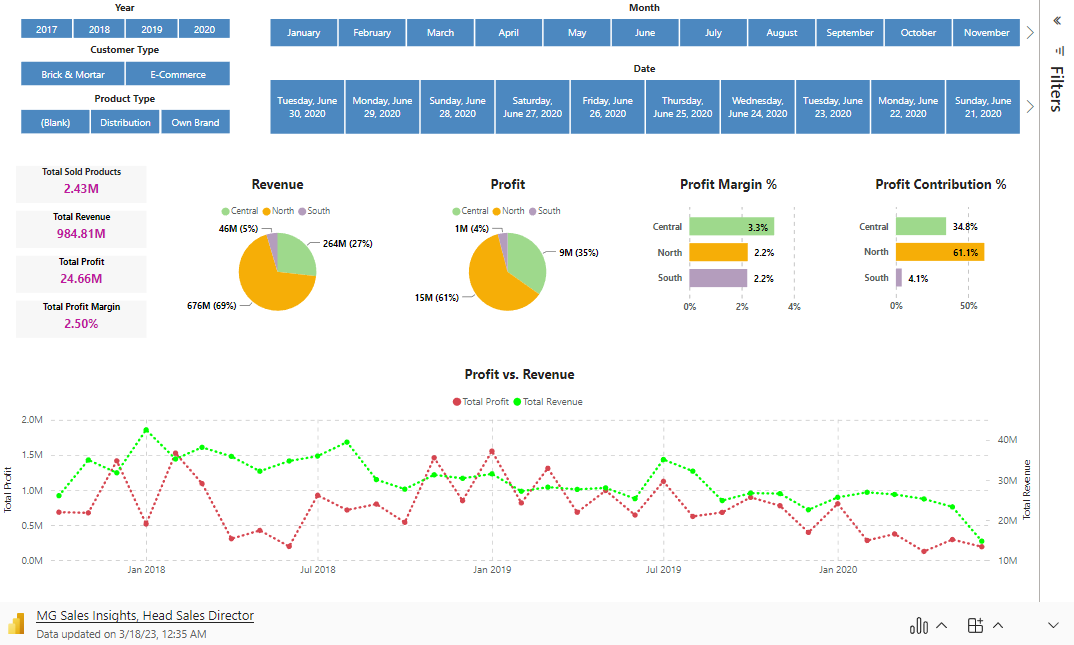 Year
2017 2018 2019 2020
Customer Type
Brick & Mortar E-Commerce
Product Type
(Blank) Distribution Own Brand
Month
January February March April May June July August September October November
Date
Tuesday, June 30, 2020
Monday, June 29, 2020
Sunday, June 28, 2020
Saturday, June 27, 2020
Friday, June 26, 2020
Thursday, June 25, 2020
Wednesday, June 24, 2020
Tuesday, June 23, 2020
Monday, June 22, 2020
Sunday, June 21, 2020
Filters
Total Sold Products
2.43M
Total Revenue
984.81M
Total Profit
24.66M
Total Profit Margin
2.50%
Revenue
Central North South
46M (5%)
264M (27%)
676M (69%)
Profit
Central North South
1M (4%)
9M (35%)
15M (61%)
Profit Margin %
Central 3.3%
North 2.2%
South 2.2%
0% 2% 4%
Profit Contribution %
Central 34.8%
North 61.1%
South 4.1%
0% 50%
Profit vs. Revenue
Total Profit Total Revenue
2.0M
1.5M
1.0M
0.5M
0.0M
Total Profit
40M
30M
20M
10M
Total Revenue
Jan 2018 Jul 2018 Jan 2019 Jul 2019 Jan 2020
MG Sales Insights, Head Sales Director
Data updated on 3/18/23, 12:35 AM